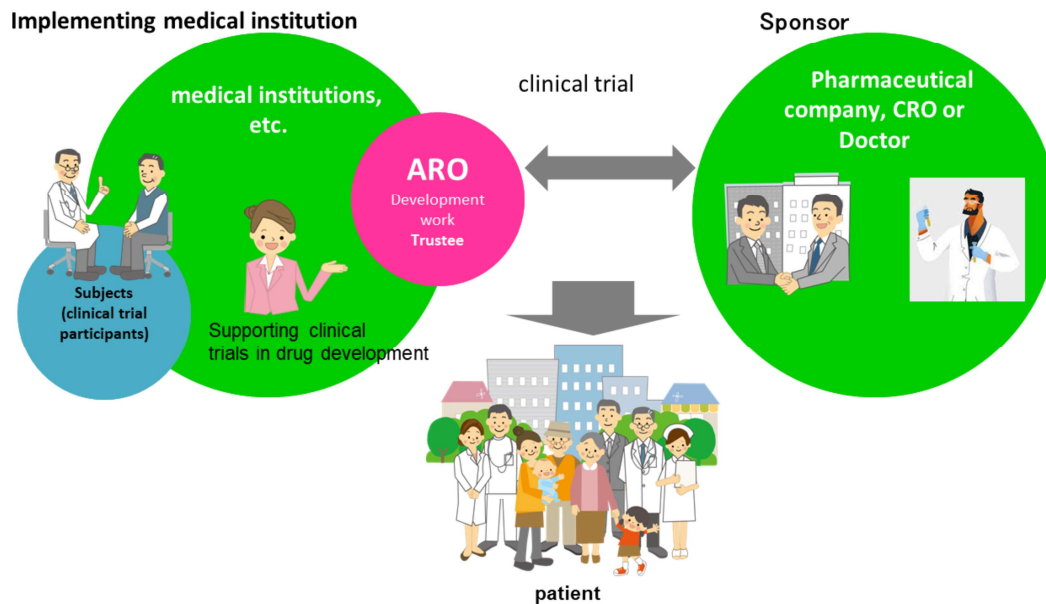 Implementing medical institution
Sponsor
medical institutions,
etc.
clinical trial
Pharmaceutical
company, CRO or
Doctor
ARO
Development
work
Trustee
Subjects
(clinical trial
participants)
Supporting clinical
trials in drug development
patient